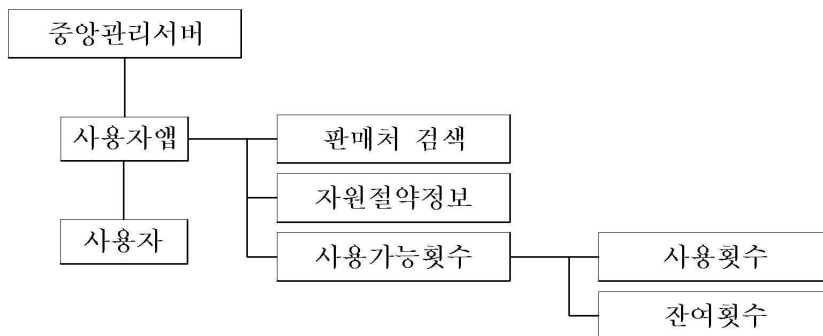 중앙관리서버
사용자앱
판매처 검색
자원절약정보
사용자
사용가능횟수
사용횟수
잔여횟수